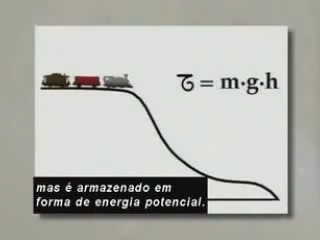 𝜏 = m·g·h
mas é armazenado em
forma de energia potencial.